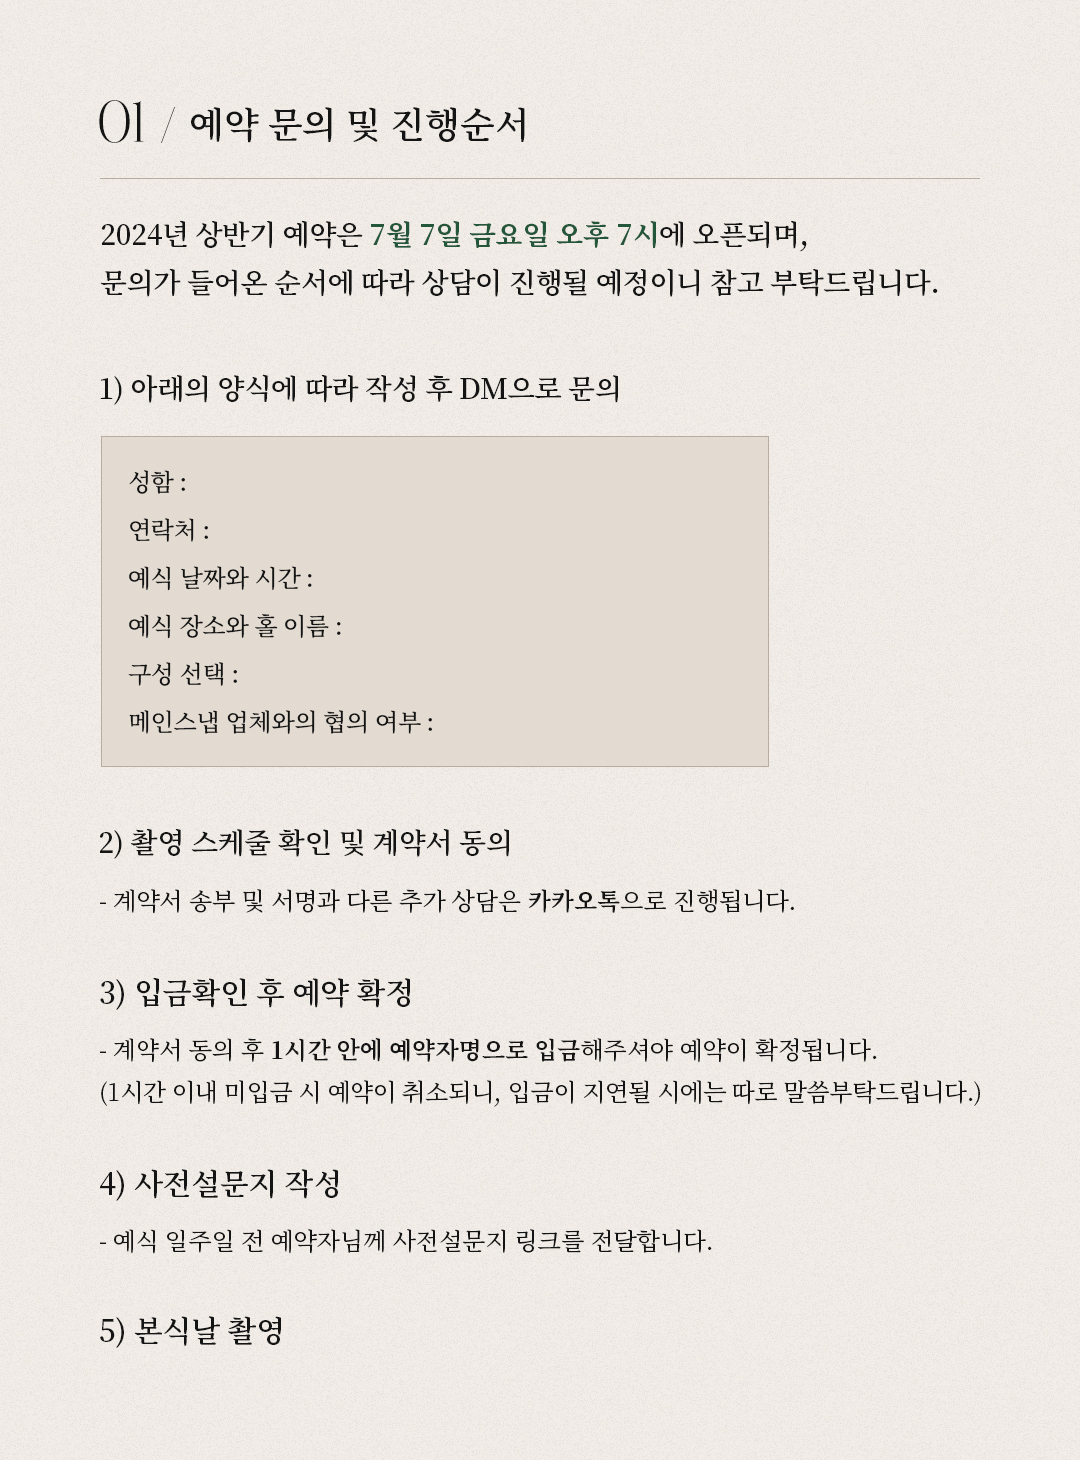 01 / 예약 문의 및 진행순서
2024년 상반기 예약은 7월 7일 금요일 오후 7시에 오픈되며,
문의가 들어온 순서에 따라 상담이 진행될 예정이니 참고 부탁드립니다.
1) 아래의 양식에 따라 작성 후 DM으로 문의
성함 :
연락처 :
예식 날짜와 시간 :
예식 장소와 홀 이름 :
구성 선택 :
메인스냅 업체와의 협의 여부 :
2) 촬영 스케줄 확인 및 계약서 동의
- 계약서 송부 및 서명과 다른 추가 상담은 카카오톡으로 진행됩니다.
3) 입금확인 후 예약 확정
- 계약서 동의 후 1시간 안에 예약자명으로 입금해주셔야 예약이 확정됩니다.
(1시간 이내 미입금 시 예약이 취소되니, 입금이 지연될 시에는 따로 말씀부탁드립니다.)
4) 사전설문지 작성
- 예식 일주일 전 예약자님께 사전설문지 링크를 전달합니다.
5) 본식날 촬영